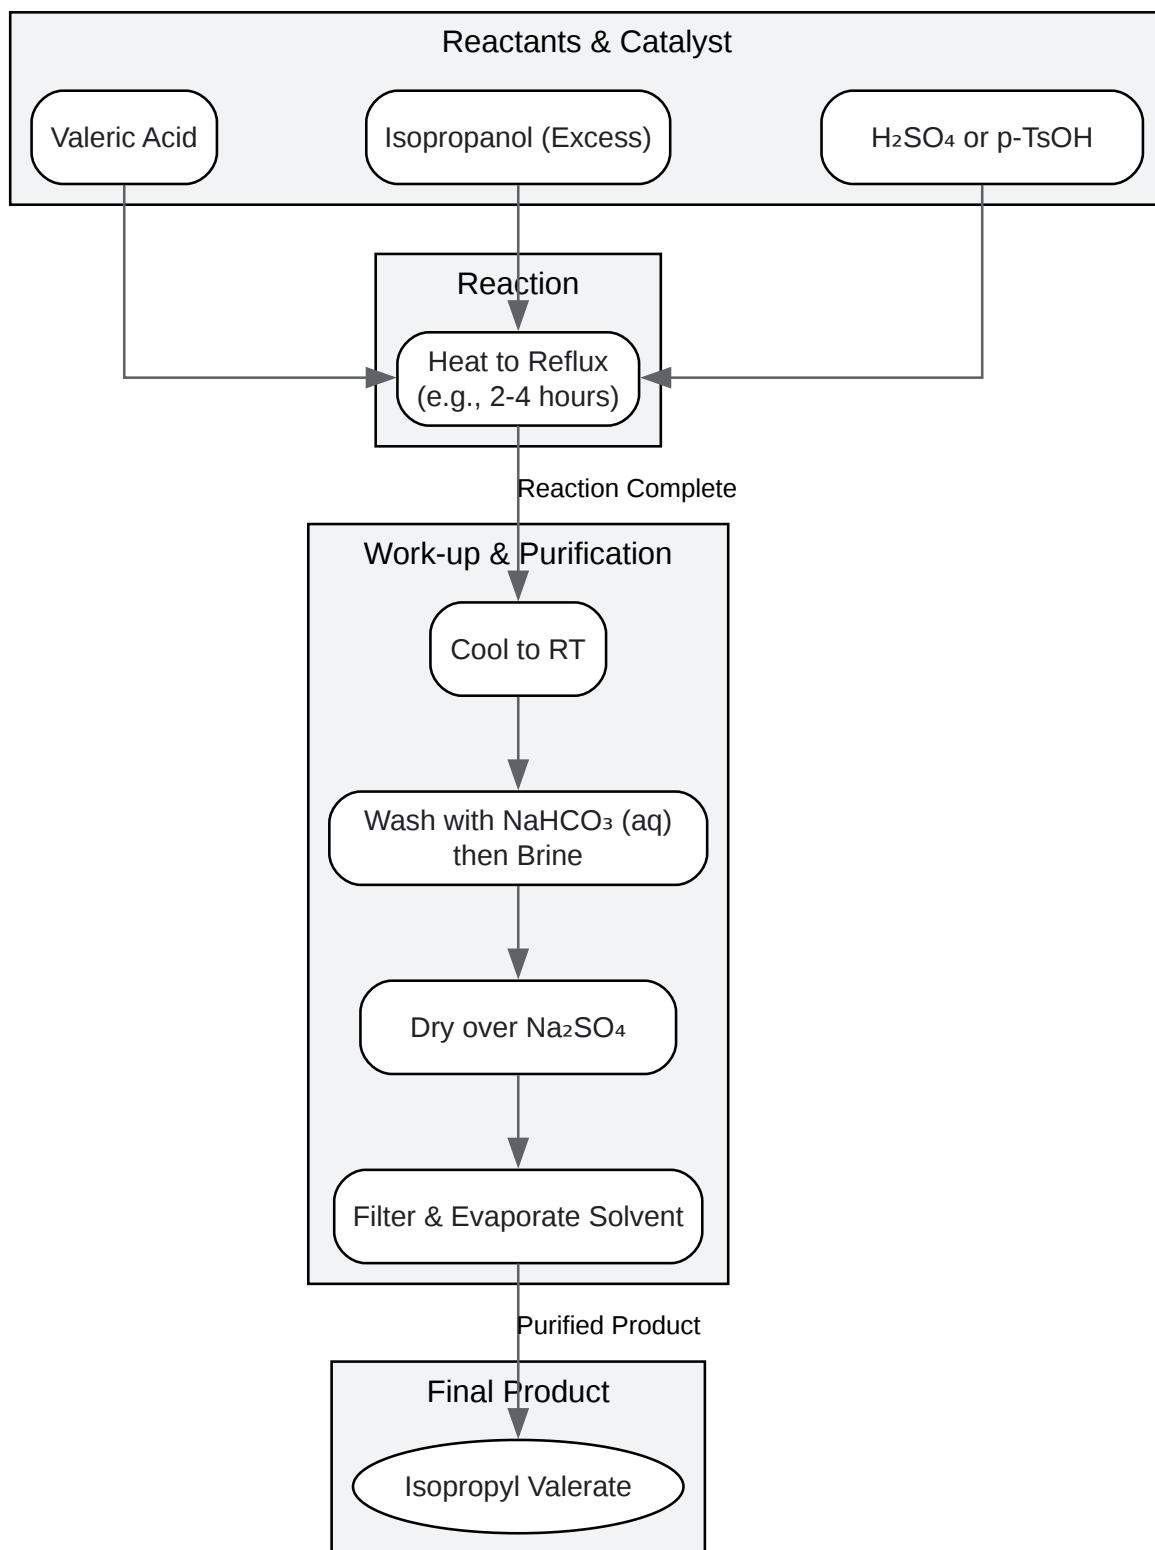 Reactants & Catalyst
Valeric Acid
Isopropanol (Excess)
H₂SO₄ or p-TsOH
Reaction
Heat to Reflux
(e.g., 2-4 hours)
Reaction Complete
Work-up & Purification
Cool to RT
Wash with NaHCO₃ (aq)
then Brine
Dry over Na₂SO₄
Filter & Evaporate Solvent
Purified Product
Final Product
Isopropyl Valerate